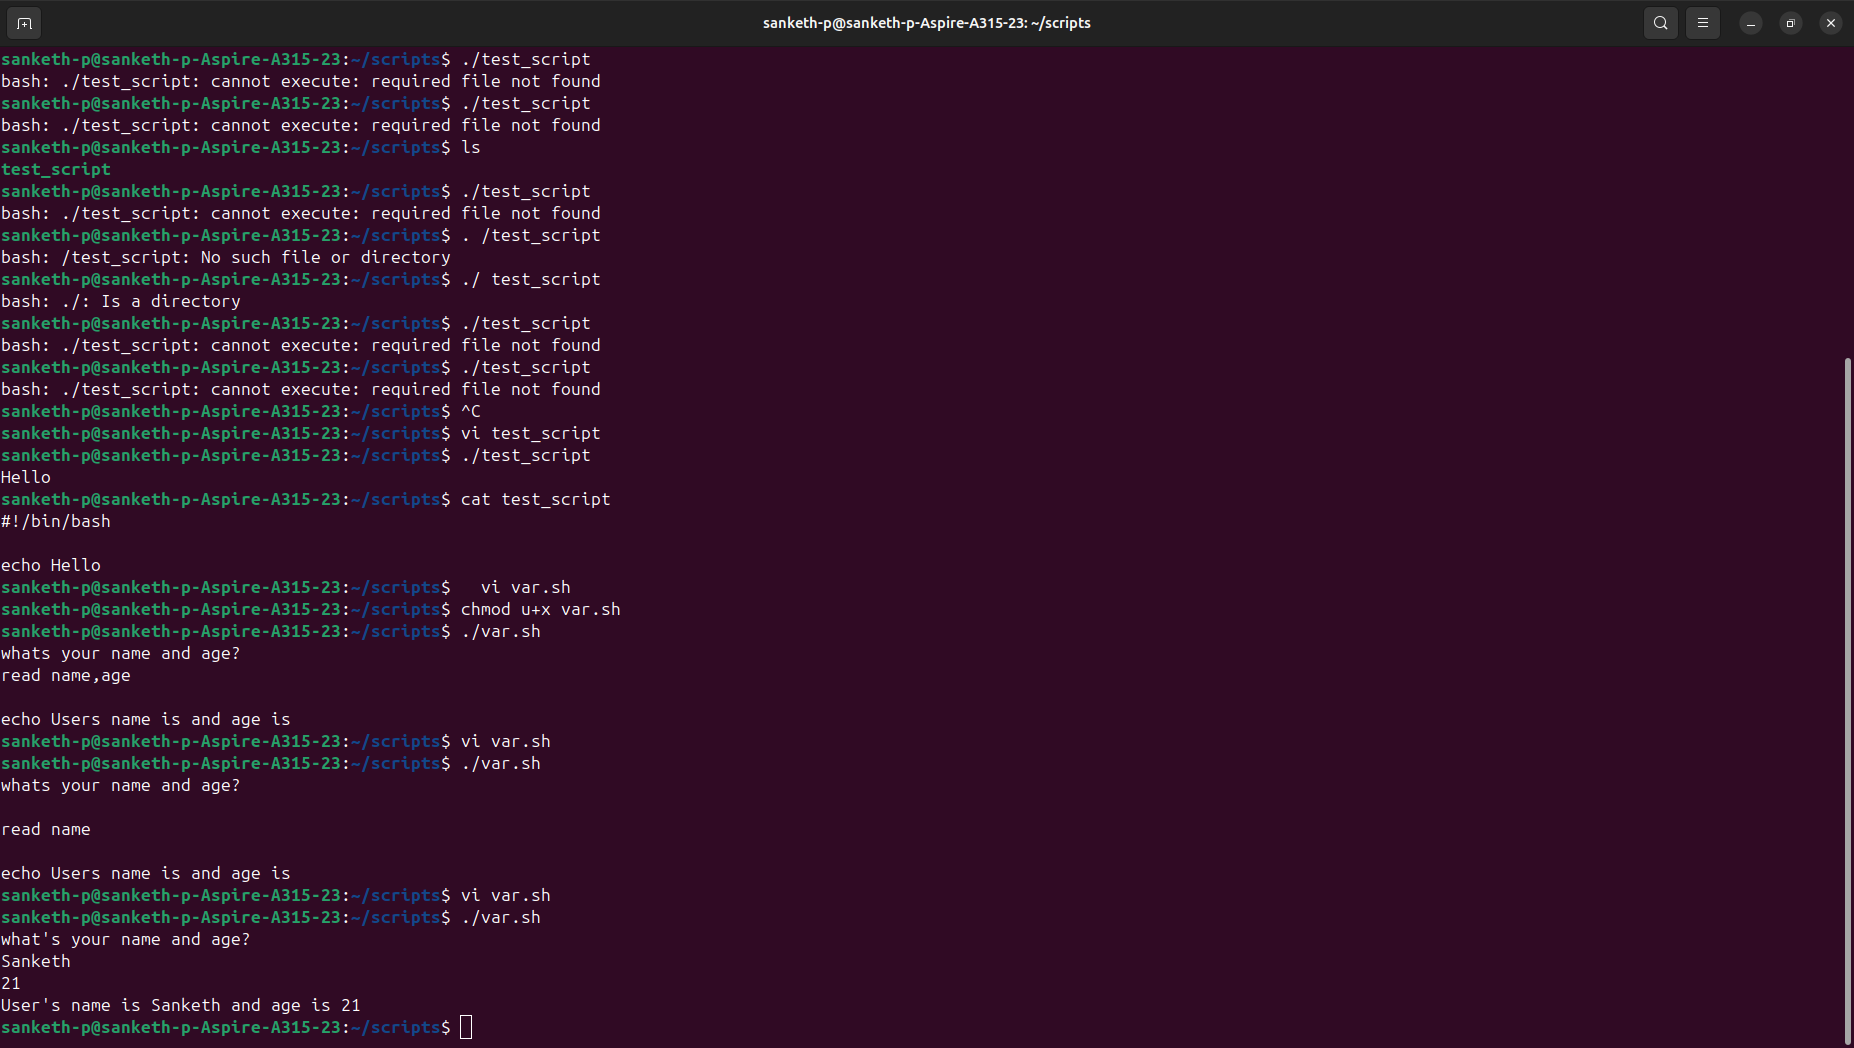 sanketh-p@sanketh-p-Aspire-A315-23: ~/scripts
sanketh-p@sanketh-p-Aspire-A315-23:~/scripts$ ./test_script
bash: ./test_script: cannot execute: required file not found
sanketh-p@sanketh-p-Aspire-A315-23:~/scripts$ ./test_script
bash: ./test_script: cannot execute: required file not found
sanketh-p@sanketh-p-Aspire-A315-23:~/scripts$ ls
test_script
sanketh-p@sanketh-p-Aspire-A315-23:~/scripts$ ./test_script
bash: ./test_script: cannot execute: required file not found
sanketh-p@sanketh-p-Aspire-A315-23:~/scripts$ . /test_script
bash: /test_script: No such file or directory
sanketh-p@sanketh-p-Aspire-A315-23:~/scripts$ ./ test_script
bash: ./: Is a directory
sanketh-p@sanketh-p-Aspire-A315-23:~/scripts$ ./test_script
bash: ./test_script: cannot execute: required file not found
sanketh-p@sanketh-p-Aspire-A315-23:~/scripts$ ./test_script
bash: ./test_script: cannot execute: required file not found
sanketh-p@sanketh-p-Aspire-A315-23:~/scripts$ ^C
sanketh-p@sanketh-p-Aspire-A315-23:~/scripts$ vi test_script
sanketh-p@sanketh-p-Aspire-A315-23:~/scripts$ ./test_script
Hello
sanketh-p@sanketh-p-Aspire-A315-23:~/scripts$ cat test_script
#!/bin/bash

echo Hello
sanketh-p@sanketh-p-Aspire-A315-23:~/scripts$   vi var.sh
sanketh-p@sanketh-p-Aspire-A315-23:~/scripts$ chmod u+x var.sh
sanketh-p@sanketh-p-Aspire-A315-23:~/scripts$ ./var.sh
whats your name and age?
read name,age

echo Users name is and age is
sanketh-p@sanketh-p-Aspire-A315-23:~/scripts$ vi var.sh
sanketh-p@sanketh-p-Aspire-A315-23:~/scripts$ ./var.sh
whats your name and age?

read name

echo Users name is and age is
sanketh-p@sanketh-p-Aspire-A315-23:~/scripts$ vi var.sh
sanketh-p@sanketh-p-Aspire-A315-23:~/scripts$ ./var.sh
what's your name and age?
Sanketh
21
User's name is Sanketh and age is 21
sanketh-p@sanketh-p-Aspire-A315-23:~/scripts$